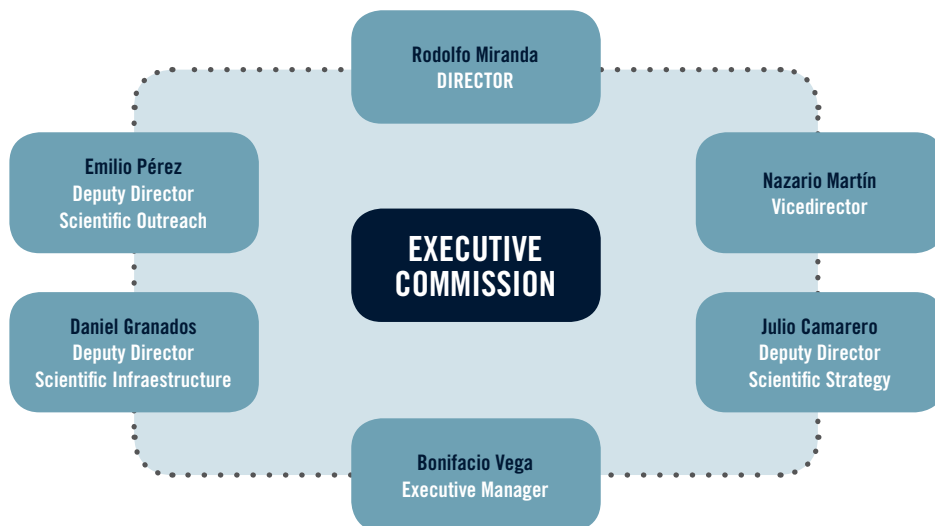 Rodolfo Miranda
DIRECTOR
Emilio Pérez
Deputy Director
Scientific Outreach
Nazario Martín
Vicedirector
EXECUTIVE
COMMISSION
Daniel Granados
Deputy Director
Scientific Infraestructure
Julio Camarero
Deputy Director
Scientific Strategy
Bonifacio Vega
Executive Manager